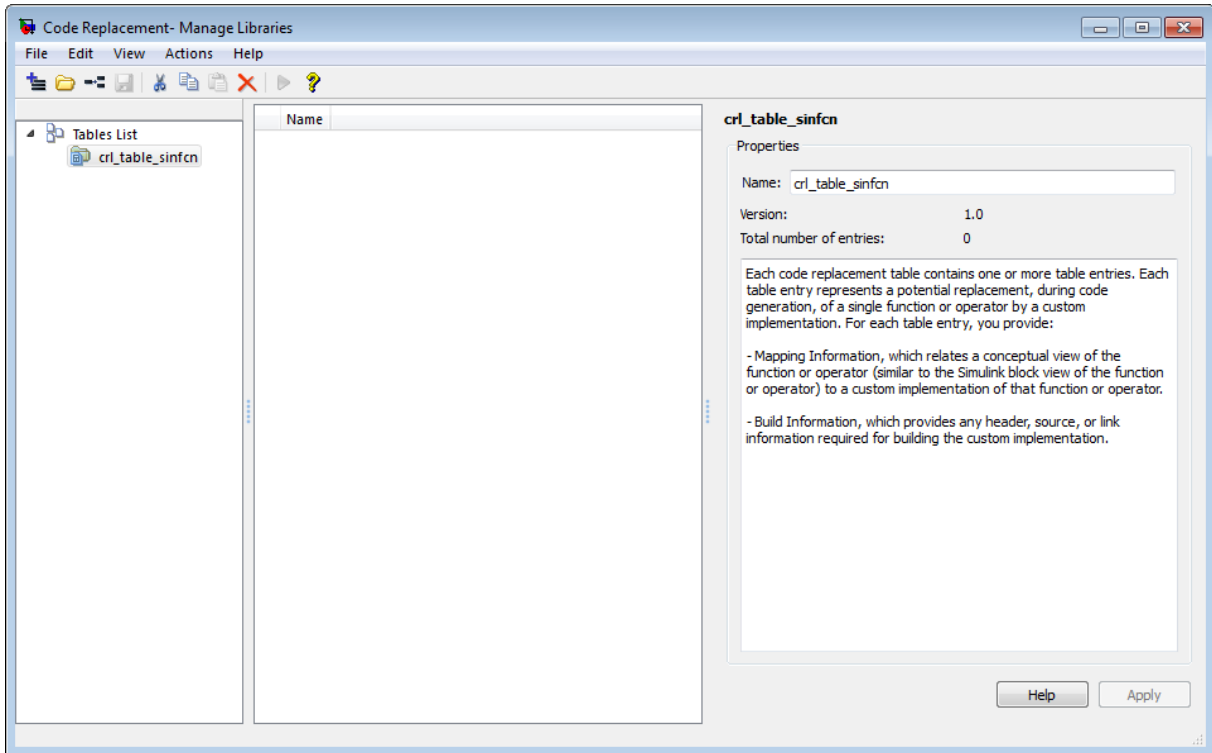 Code Replacement- Manage Libraries
File Edit View Actions Help
Tables List
crl_table_sinfcn
Name
crl_table_sinfcn
Properties
Name: crl_table_sinfcn
Version: 1.0
Total number of entries: 0
Each code replacement table contains one or more table entries. Each
table entry represents a potential replacement, during code
generation, of a single function or operator by a custom
implementation. For each table entry, you provide:
- Mapping Information, which relates a conceptual view of the
function or operator (similar to the Simulink block view of the function
or operator) to a custom implementation of that function or operator.
- Build Information, which provides any header, source, or link
information required for building the custom implementation.
Help Apply